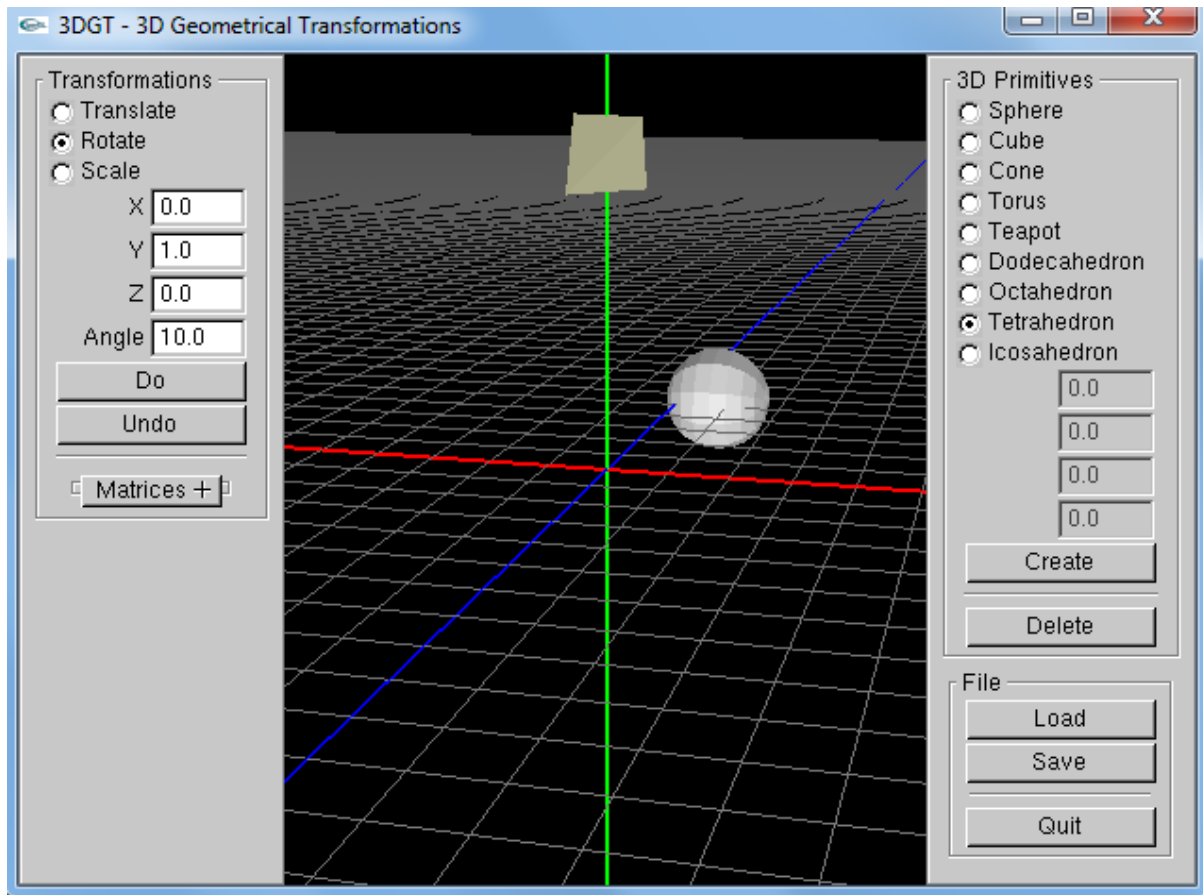 3DGT - 3D Geometrical Transformations
Transformations
Translate
Rotate
Scale
X 0.0
Y 1.0
Z 0.0
Angle 10.0
Do
Undo
Matrices +
3D Primitives
Sphere
Cube
Cone
Torus
Teapot
Dodecahedron
Octahedron
Tetrahedron
Icosahedron
0.0
0.0
0.0
0.0
Create
Delete
File
Load
Save
Quit